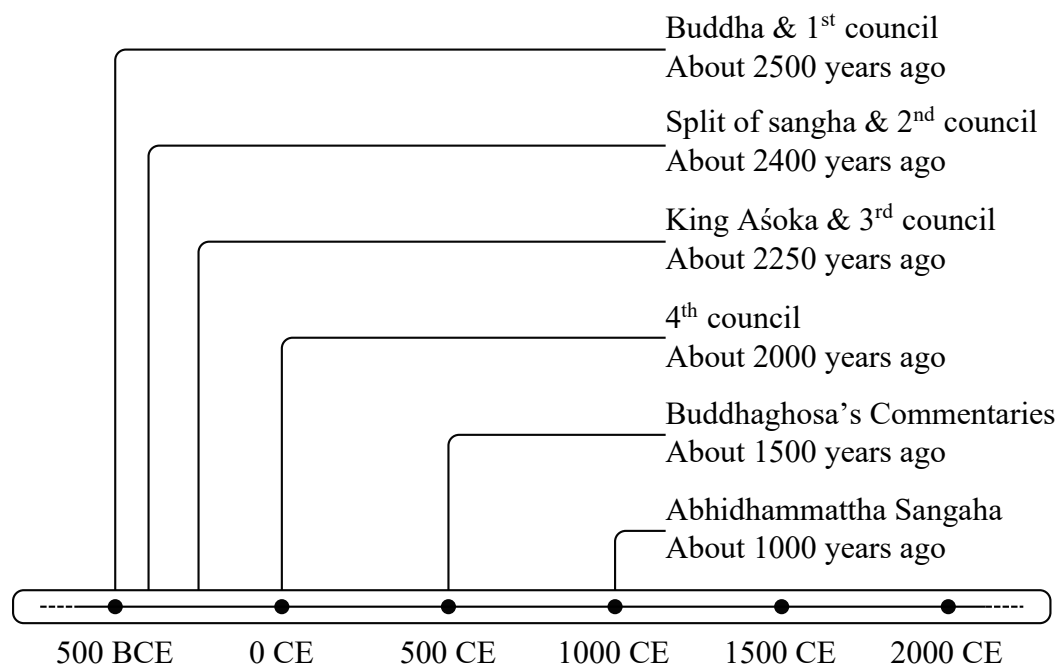 Buddha & 1st council
About 2500 years ago
Split of sangha & 2nd council
About 2400 years ago
King Aśoka & 3rd council
About 2250 years ago
4th council
About 2000 years ago
Buddhaghosa’s Commentaries
About 1500 years ago
Abhidhammattha Sangaha
About 1000 years ago
500 BCE 0 CE 500 CE 1000 CE 1500 CE 2000 CE